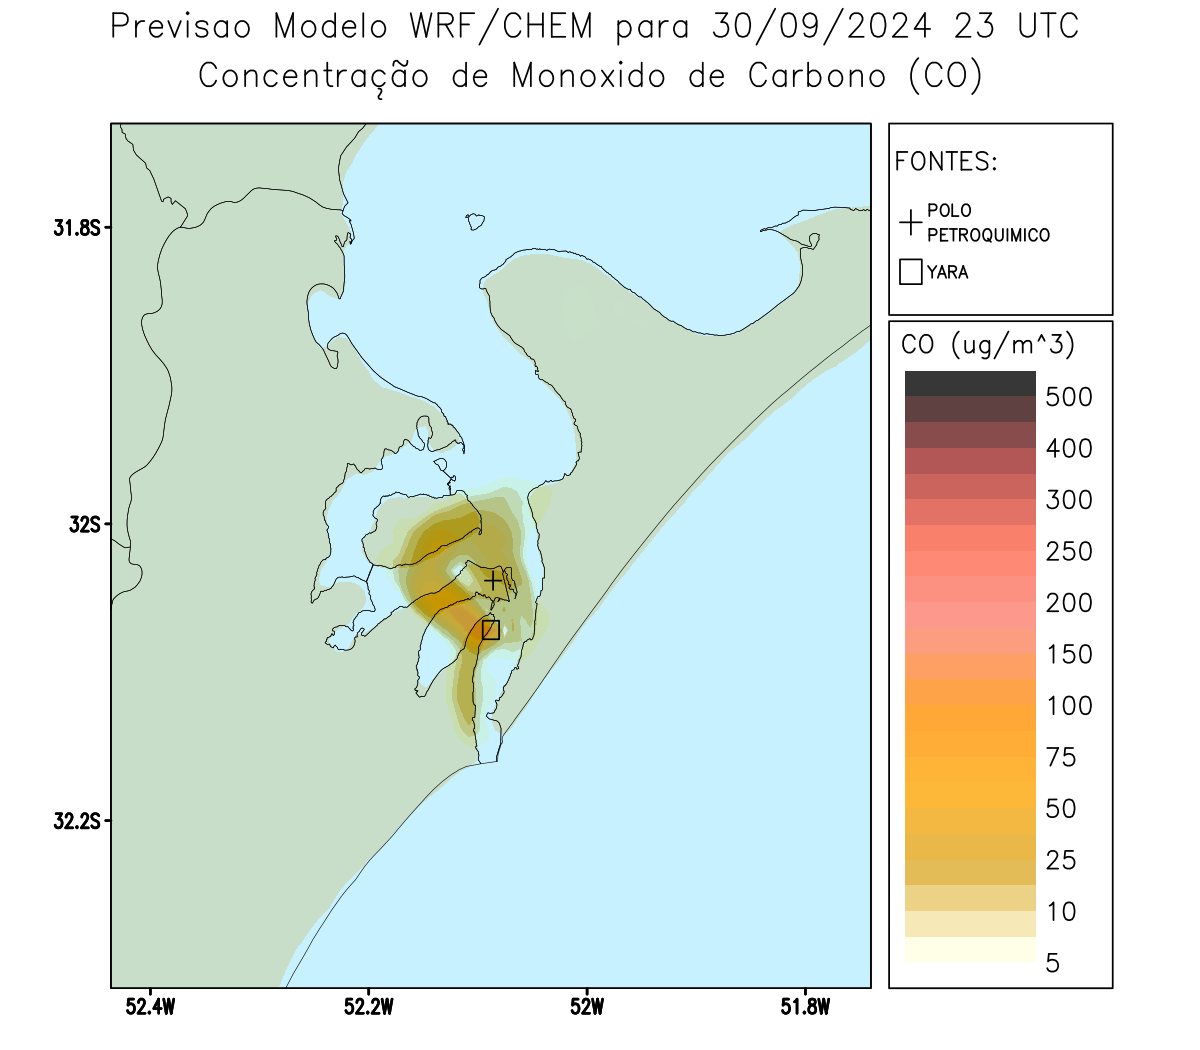 Previsao Modelo WRF/CHEM para 30/09/2024 23 UTC
Concentração de Monoxido de Carbono (CO)
FONTES:
POLO
PETROQUIMICO
YARA
CO (ug/m^3)
500
400
300
250
200
150
100
75
50
25
10
5
31.8S
32S
32.2S
52.4W
52.2W
52W
51.8W